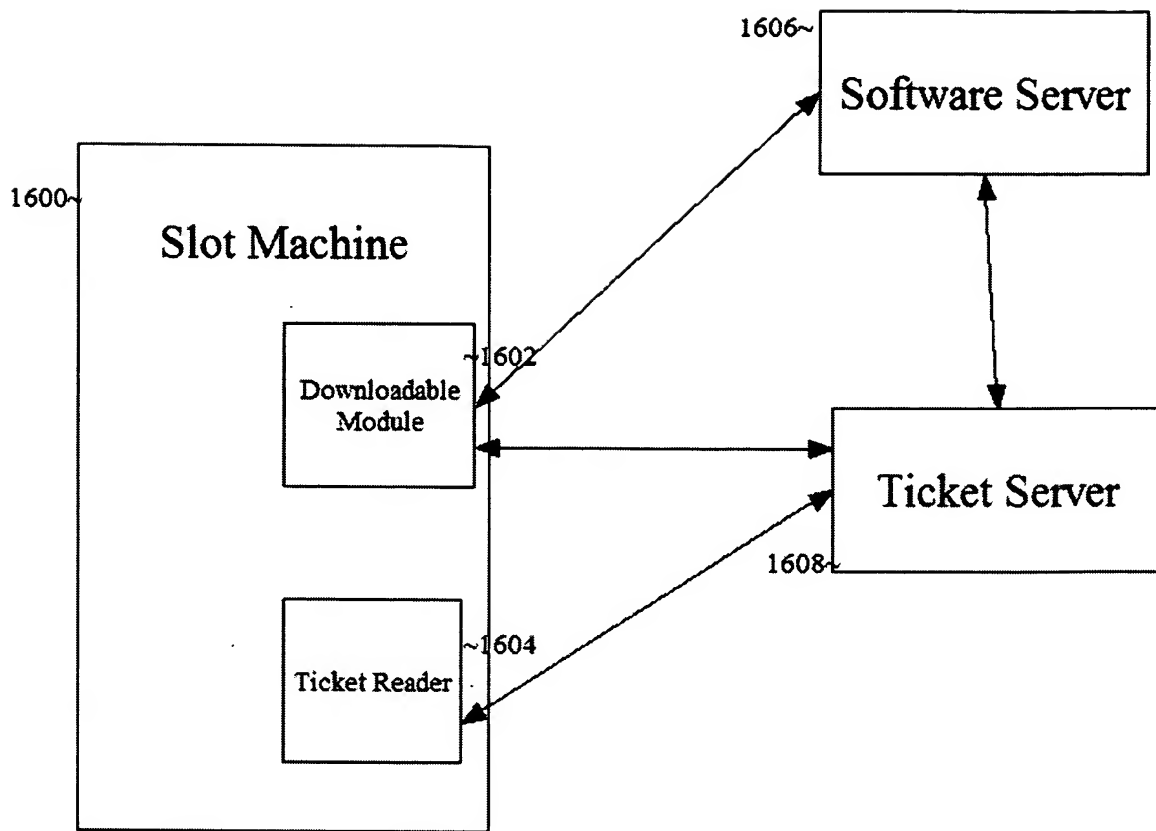 1606~
Software Server
1600~
Slot Machine
~1602
Downloadable
Module
Ticket Server
1608~
~1604
Ticket Reader